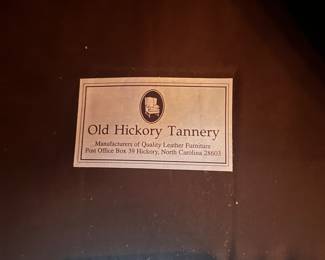 Old Hickory Tannery
Manufacturers of Quality Leather Furniture
Post Office Box 39 Hickory, North Carolina 28603